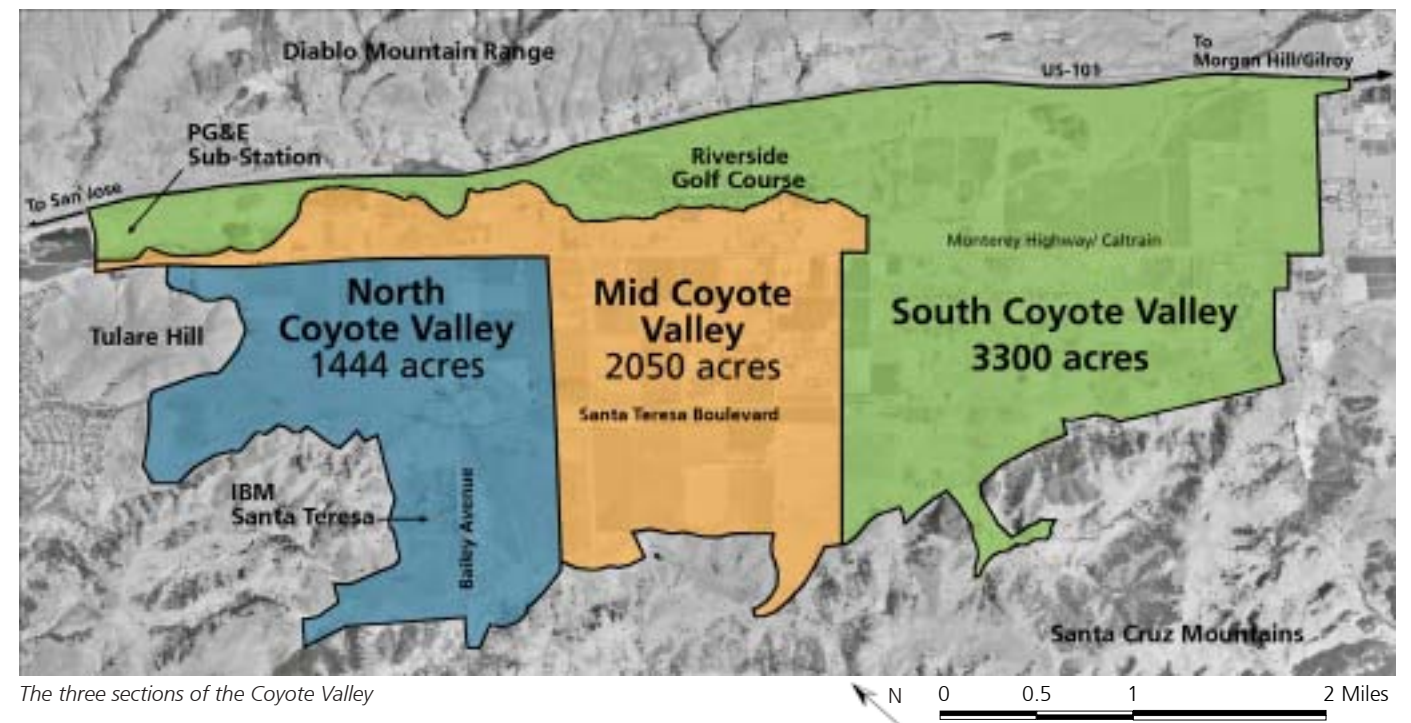 Diablo Mountain Range
To
Morgan Hill/Gilroy
US-101
PG&E
Sub-Station
Riverside
Golf Course
To San Jose
Monterey Highway/ Caltrain
North
Coyote Valley
1444 acres
Mid Coyote
Valley
2050 acres
South Coyote Valley
3300 acres
Tulare Hill
Santa Teresa Boulevard
IBM
Santa Teresa
Bailey Avenue
Santa Cruz Mountains
The three sections of the Coyote Valley
N
0 0.5 1 2 Miles